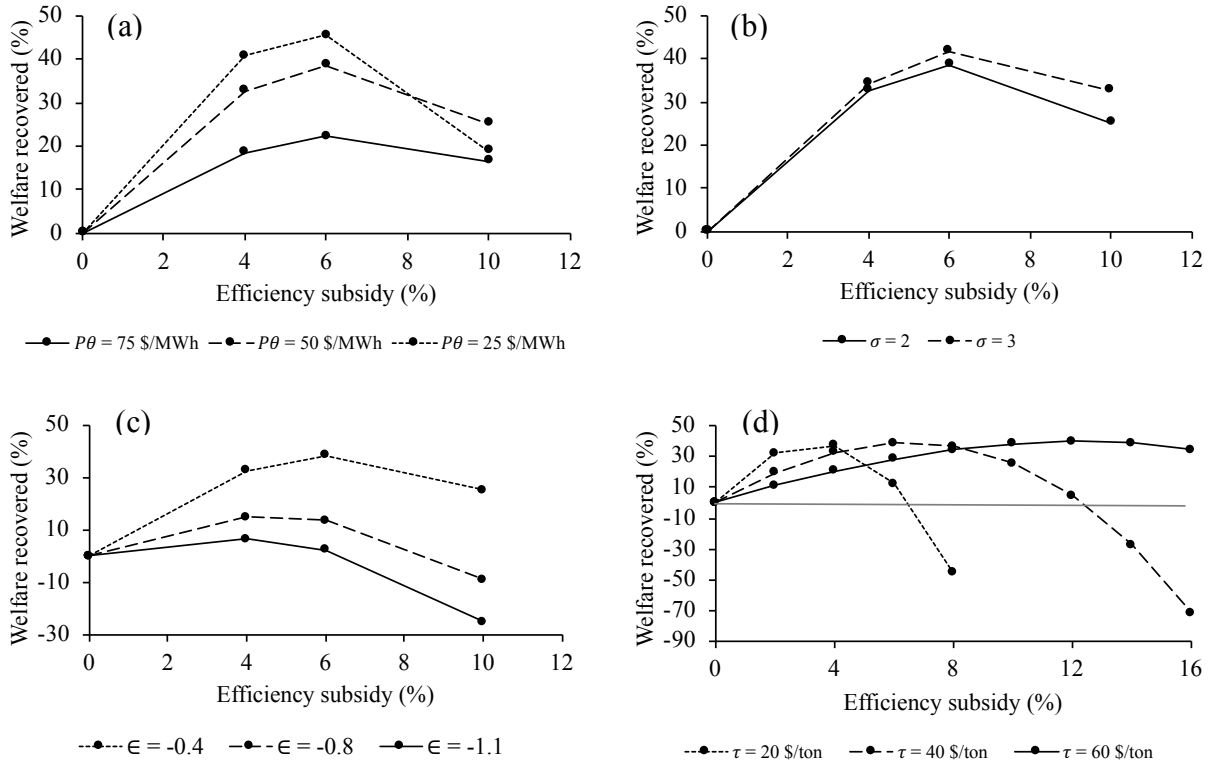 (a)
Welfare recovered (%)
50
40
30
20
10
0
0 2 4 6 8 10 12
Efficiency subsidy (%)
Pθ = 75 $/MWh Pθ = 50 $/MWh Pθ = 25 $/MWh
(b)
Welfare recovered (%)
50
40
30
20
10
0
0 2 4 6 8 10 12
Efficiency subsidy (%)
σ = 2 σ = 3
(c)
Welfare recovered (%)
50
30
10
-10
-30
0 2 4 6 8 10 12
Efficiency subsidy (%)
∈ = -0.4 ∈ = -0.8 ∈ = -1.1
(d)
Welfare recovered (%)
50
30
10
-10
-30
-50
-70
-90
0 4 8 12 16
Efficiency subsidy (%)
τ = 20 $/ton τ = 40 $/ton τ = 60 $/ton